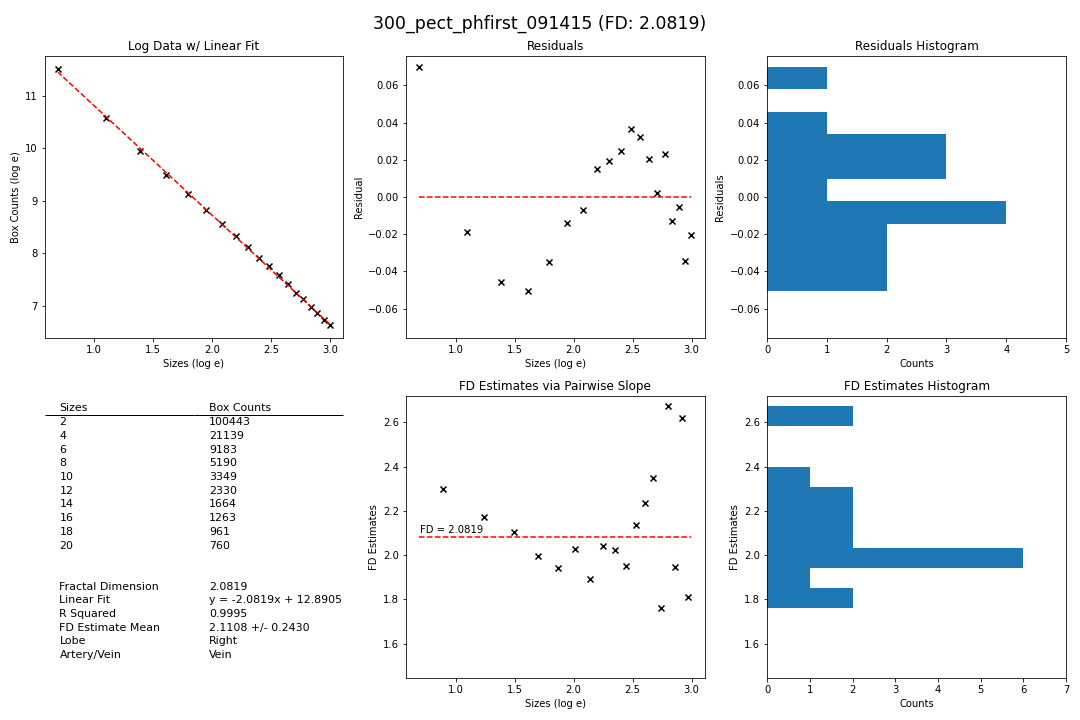 300_pect_phfirst_091415 (FD: 2.0819)
Log Data w/ Linear Fit
Box Counts (log e)
11
10
9
8
7
1.0 1.5 2.0 2.5 3.0
Sizes (log e)
Residuals
Residual
0.06
0.04
0.02
0.00
−0.02
−0.04
−0.06
1.0 1.5 2.0 2.5 3.0
Sizes (log e)
Residuals Histogram
Residuals
0.06
0.04
0.02
0.00
−0.02
−0.04
−0.06
0 1 2 3 4 5
Counts
Sizes Box Counts
2 100443
4 21139
6 9183
8 5190
10 3349
12 2330
14 1664
16 1263
18 961
20 760
Fractal Dimension 2.0819
Linear Fit y = -2.0819x + 12.8905
R Squared 0.9995
FD Estimate Mean 2.1108 +/- 0.2430
Lobe Right
Artery/Vein Vein
FD Estimates via Pairwise Slope
FD Estimates
2.6
2.4
2.2
2.0
1.8
1.6
FD = 2.0819
1.0 1.5 2.0 2.5 3.0
Sizes (log e)
FD Estimates Histogram
FD Estimates
2.6
2.4
2.2
2.0
1.8
1.6
0 1 2 3 4 5 6 7
Counts